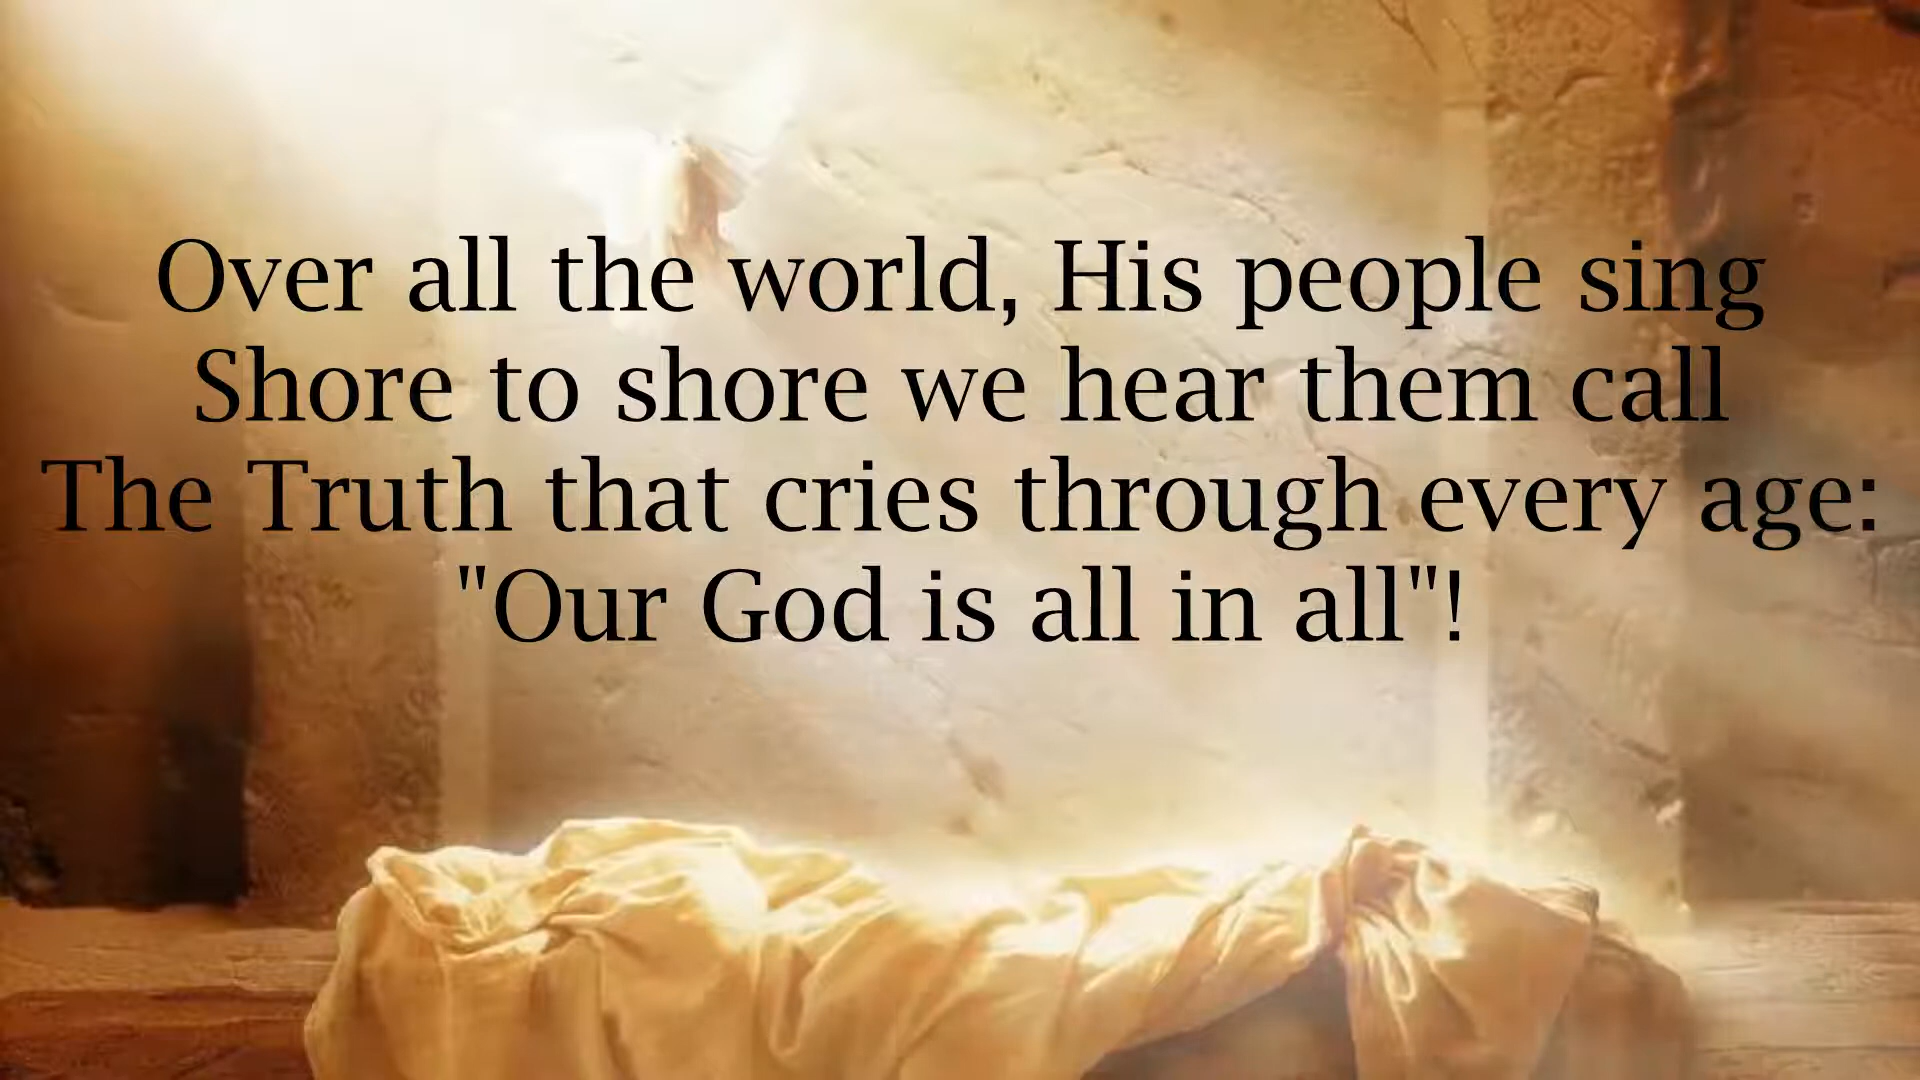 Over all the world, His people sing
Shore to shore we hear them call
The Truth that cries through every age:
"Our God is all in all"!